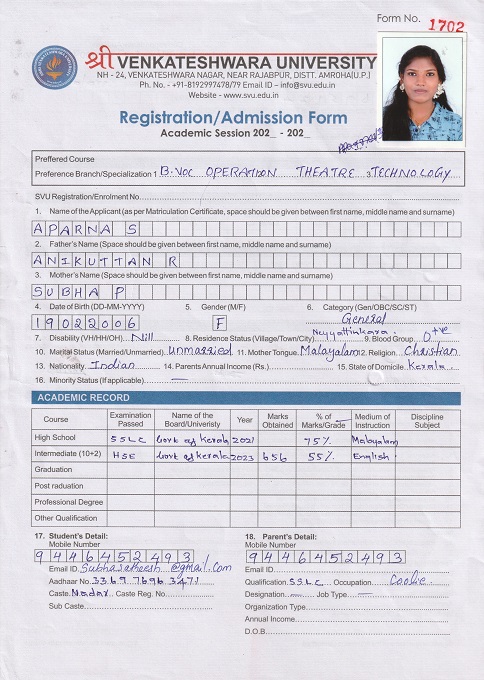 Form No. 1702
श्री VENKATESHWARA UNIVERSITY
NH - 24, VENKATESHWARA NAGAR, NEAR RAJABPUR, DISTT. AMROHA(U.P.)
Ph. No. - +91-8192997478/79 Email ID – info@svu.edu.in
Website - www.svu.edu.in
Registration/Admission Form
Academic Session 202_ - 202_
Preffered Course
Preference Branch/Specialization 1 B.VOC OPERATION THEATRE 3 TECHNOLOGY
SVU Registration/Enrolment No.
1. Name of the Applicant (as per Matriculation Certificate, space should be given between first name, middle name and surname)
APARNA S
2. Father's Name (Space should be given between first name, middle name and surname)
ANIKUTTAN R
3. Mother's Name (Space should be given between first name, middle name and surname)
SUBHA P
4. Date of Birth (DD-MM-YYYY) 5. Gender (M/F) 6. Category (Gen/OBC/SC/ST)
19022006 F General
7. Disability (VH/HH/OH) Nill 8. Residence Status (Village/Town/City) Neyyattinkara 9. Blood Group O+ve
10. Marital Status (Married/Unmarried) Unmarried 11. Mother Tongue Malayalam 12. Religion Christian
13. Nationality Indian 14. Parents Annual Income (Rs.) 15. State of Domicile Kerala
16. Minority Status (If applicable) —
ACADEMIC RECORD
Course Examination Passed Name of the Board/Univeristy Year Marks Obtained % of Marks/Grade Medium of Instruction Discipline Subject
High School SSLC Govt of Kerala 2021 75% Malayalam
Intermediate (10+2) HSE Govt of Kerala 2023 656 55% English
Graduation
Post raduation
Professional Degree
Other Qualification
17. Student's Detail: 18. Parent's Detail:
Mobile Number Mobile Number
9446452493 9446452493
Email ID Subhasatheesh @gmail.com Email ID
Aadhar No. 3369 7696 3471 Qualification SSLC Occupation Coolie
Caste Nadar Caste Reg. No Designation — Job Type —
Sub Caste Organization Type
Annual Income
D.O.B.